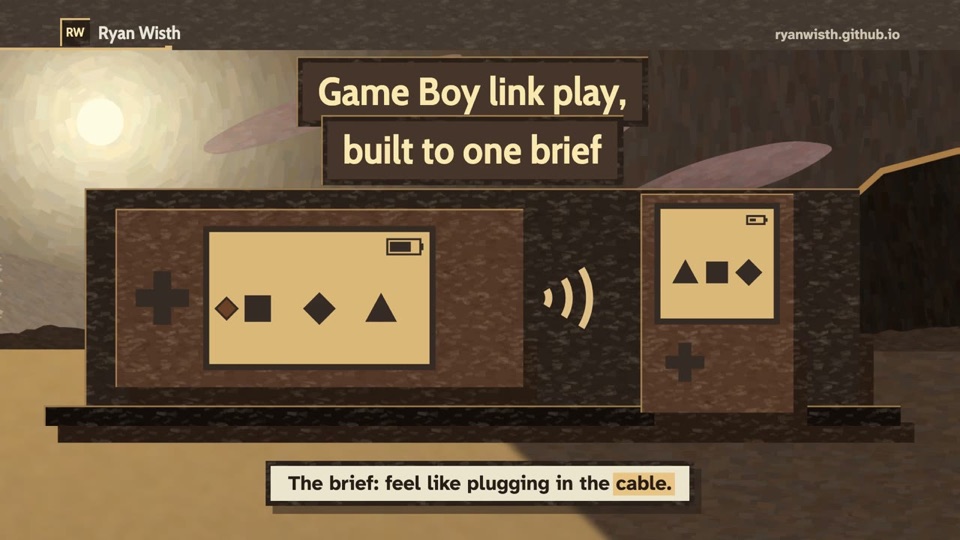 RW Ryan Wisth
ryanwisth.github.io
Game Boy link play,
built to one brief
The brief: feel like plugging in the cable.